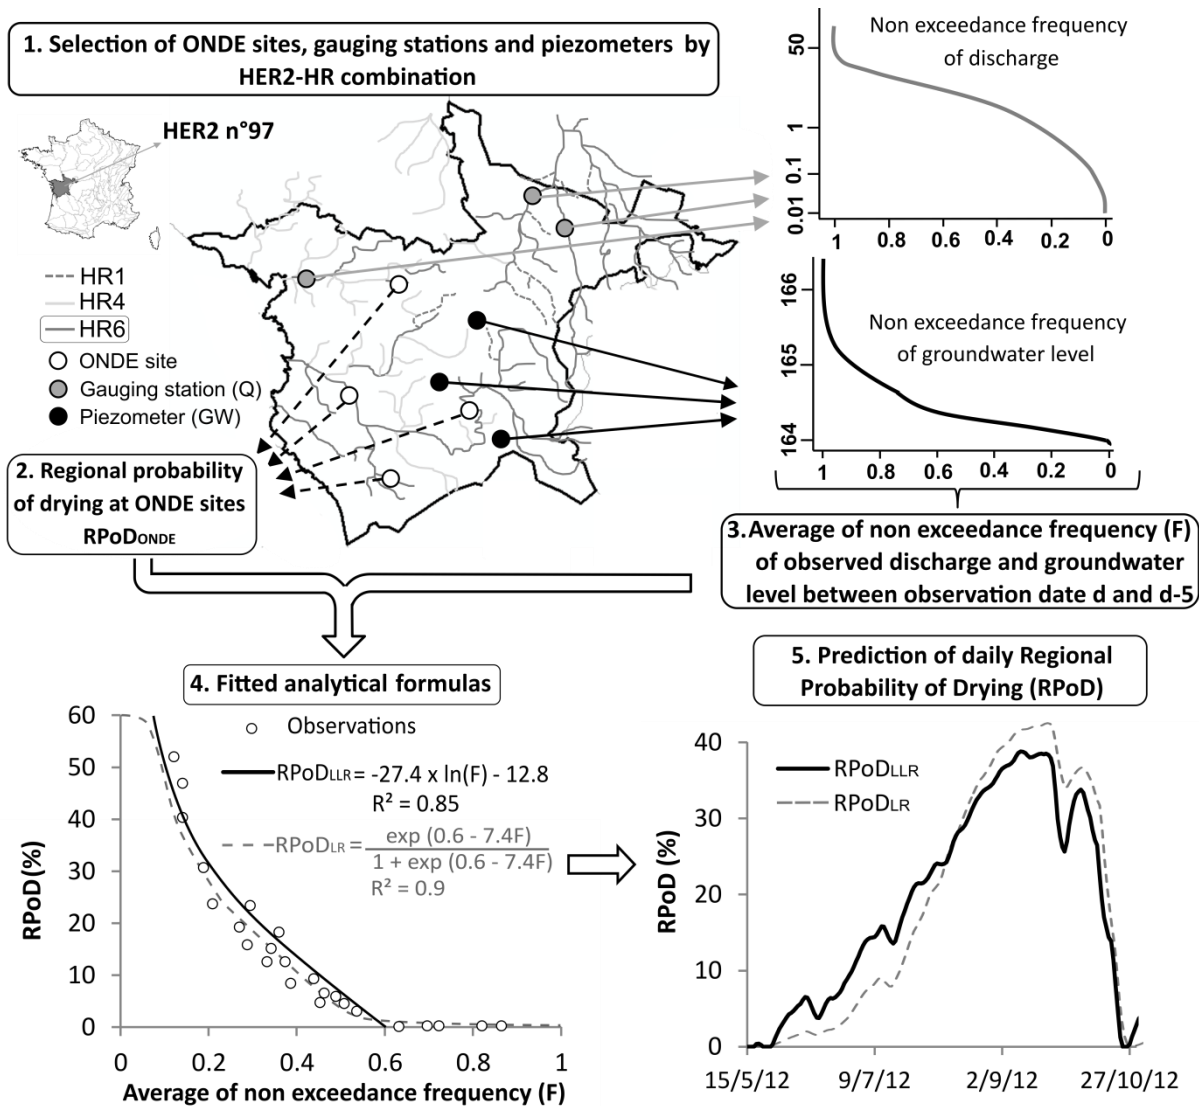 1. Selection of ONDE sites, gauging stations and piezometers by
HER2-HR combination
HER2 n°97
HR1
HR4
HR6
ONDE site
Gauging station (Q)
Piezometer (GW)
Non exceedance frequency
of discharge
50
1
0.1
0.01
1
0.8
0.6
0.4
0.2
0
Non exceedance frequency
of groundwater level
166
165
164
1
0.8
0.6
0.4
0.2
0
2. Regional probability
of drying at ONDE sites
RPoDONDE
3.Average of non exceedance frequency (F)
of observed discharge and groundwater
level between observation date d and d-5
4. Fitted analytical formulas
Observations
RPoDLLR = -27.4 x ln(F) - 12.8
R² = 0.85
RPoDLR = exp (0.6 - 7.4F)
1 + exp (0.6 - 7.4F)
R² = 0.9
RPoD(%)
60
50
40
30
20
10
0
0
0.2
0.4
0.6
0.8
1
Average of non exceedance frequency (F)
5. Prediction of daily Regional
Probability of Drying (RPoD)
RPoDLLR
RPoDLR
RPoD (%)
40
30
20
10
0
15/5/12
9/7/12
2/9/12
27/10/12